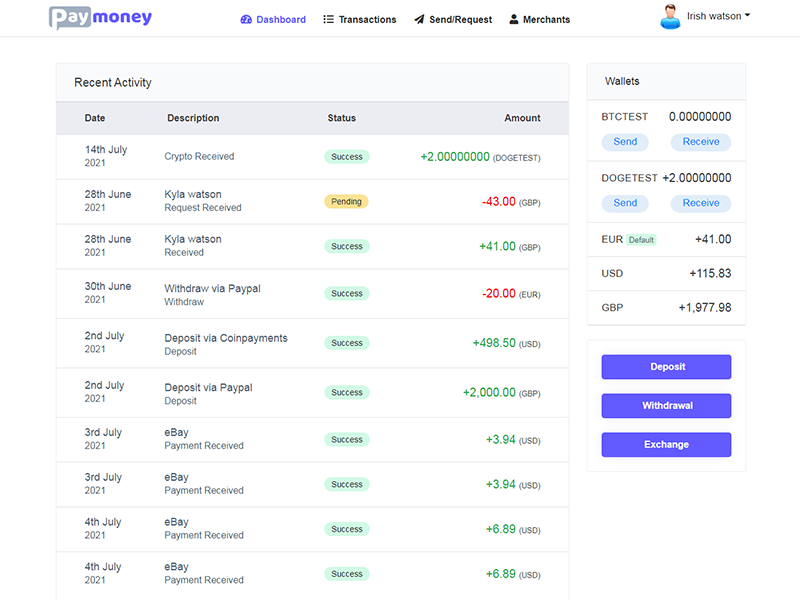 Paymoney
Dashboard Transactions Send/Request Merchants
Irish watson
Recent Activity
Date Description Status Amount
14th July
2021
Crypto Received
Success
+2.00000000 (DOGETEST)
28th June
2021
Kyla watson
Request Received
Pending
-43.00 (GBP)
28th June
2021
Kyla watson
Received
Success
+41.00 (GBP)
30th June
2021
Withdraw via Paypal
Withdraw
Success
-20.00 (EUR)
2nd July
2021
Deposit via Coinpayments
Deposit
Success
+498.50 (USD)
2nd July
2021
Deposit via Paypal
Deposit
Success
+2,000.00 (GBP)
3rd July
2021
eBay
Payment Received
Success
+3.94 (USD)
3rd July
2021
eBay
Payment Received
Success
+3.94 (USD)
4th July
2021
eBay
Payment Received
Success
+6.89 (USD)
4th July
2021
eBay
Payment Received
Success
+6.89 (USD)
Wallets
BTCTEST 0.00000000
Send Receive
DOGETEST +2.00000000
Send Receive
EUR Default +41.00
USD +115.83
GBP +1,977.98
Deposit
Withdrawal
Exchange